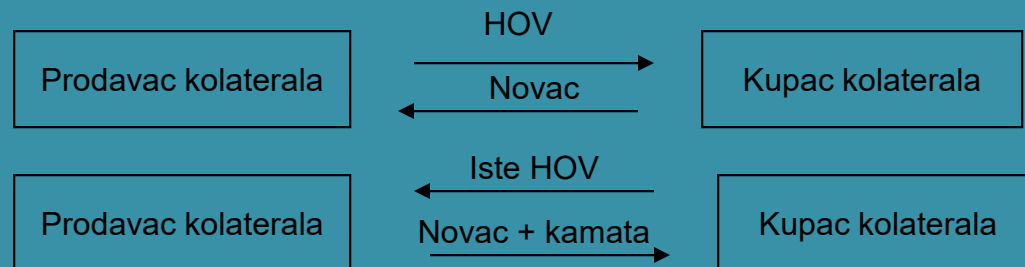 HOV
Prodavac kolaterala
Novac
Kupac kolaterala
Iste HOV
Prodavac kolaterala
Novac + kamata
Kupac kolaterala